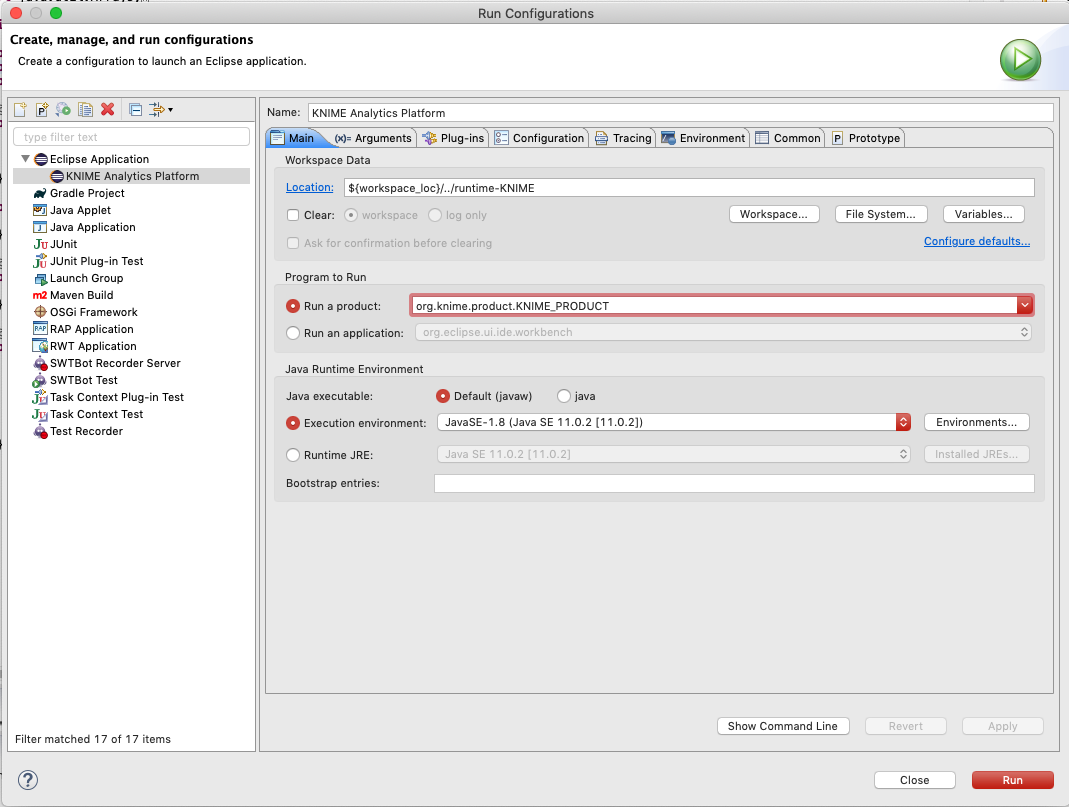 Run Configurations
Create, manage, and run configurations
Create a configuration to launch an Eclipse application.
type filter text
Eclipse Application
KNIME Analytics Platform
Gradle Project
Java Applet
Java Application
JUnit
JUnit Plug-in Test
Launch Group
Maven Build
OSGi Framework
RAP Application
RWT Application
SWTBot Recorder Server
SWTBot Test
Task Context Plug-in Test
Task Context Test
Test Recorder
Filter matched 17 of 17 items
Name: KNIME Analytics Platform
Main (x)= Arguments Plug-ins Configuration Tracing Environment Common P Prototype
Workspace Data
Location: ${workspace_loc}/../runtime-KNIME
Clear: workspace log only Workspace... File System... Variables...
Ask for confirmation before clearing Configure defaults...
Program to Run
Run a product: org.knime.product.KNIME_PRODUCT
Run an application: org.eclipse.ui.ide.workbench
Java Runtime Environment
Java executable: Default (javaw) java
Execution environment: JavaSE-1.8 (Java SE 11.0.2 [11.0.2]) Environments...
Runtime JRE: Java SE 11.0.2 [11.0.2] Installed JREs...
Bootstrap entries:
Show Command Line Revert Apply
? Close Run